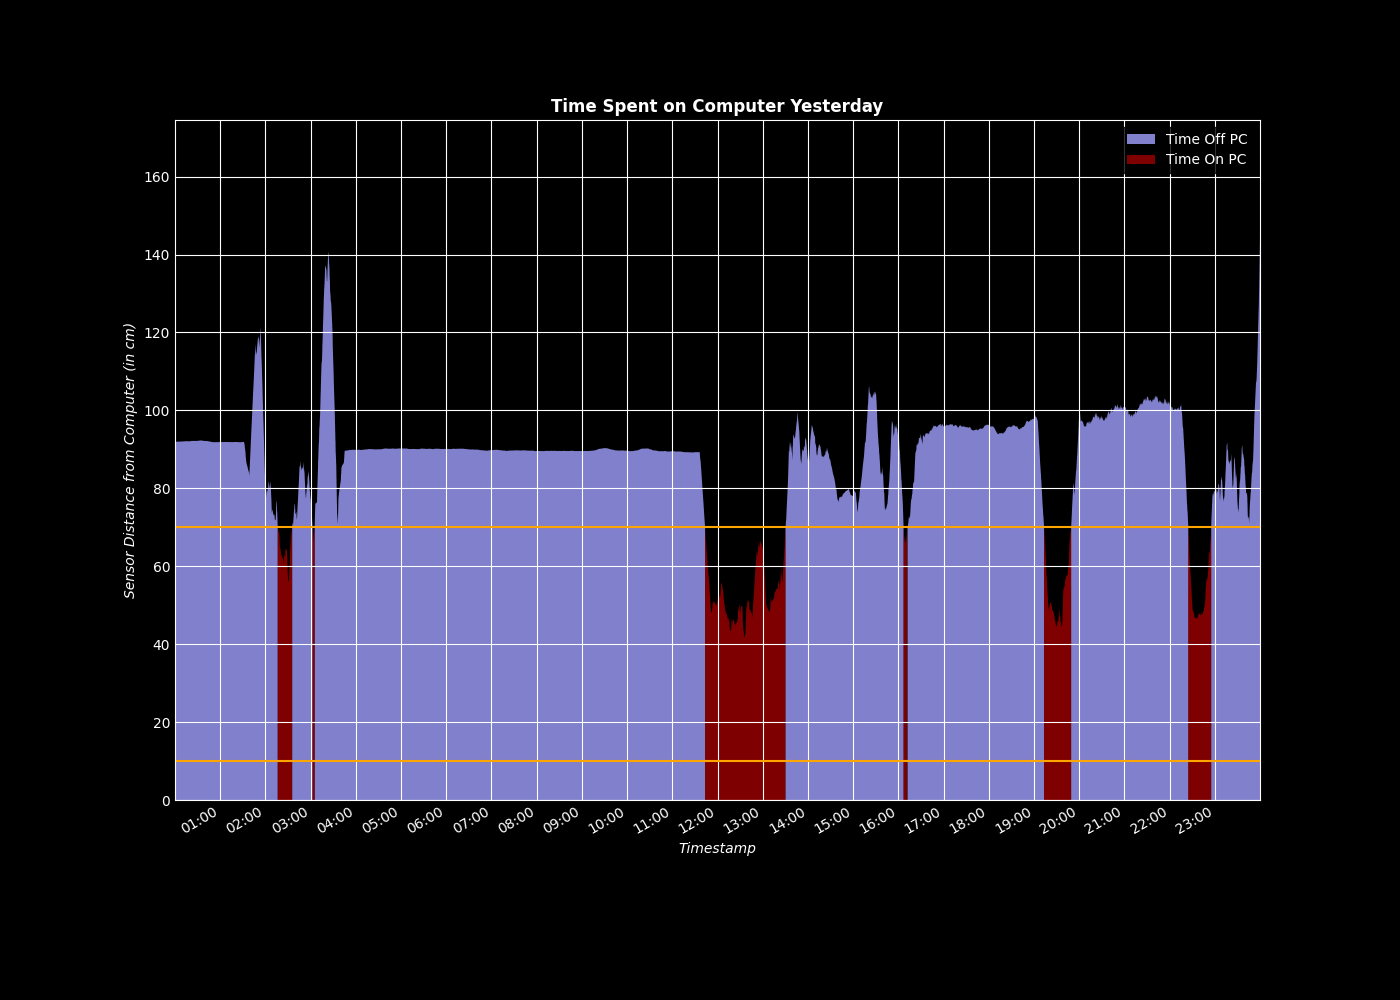 Time Spent on Computer Yesterday
Time Off PC
Time On PC
160
140
120
100
80
60
40
20
0
Sensor Distance from Computer (in cm)
01:00 02:00 03:00 04:00 05:00 06:00 07:00 08:00 09:00 10:00 11:00 12:00 13:00 14:00 15:00 16:00 17:00 18:00 19:00 20:00 21:00 22:00 23:00
Timestamp